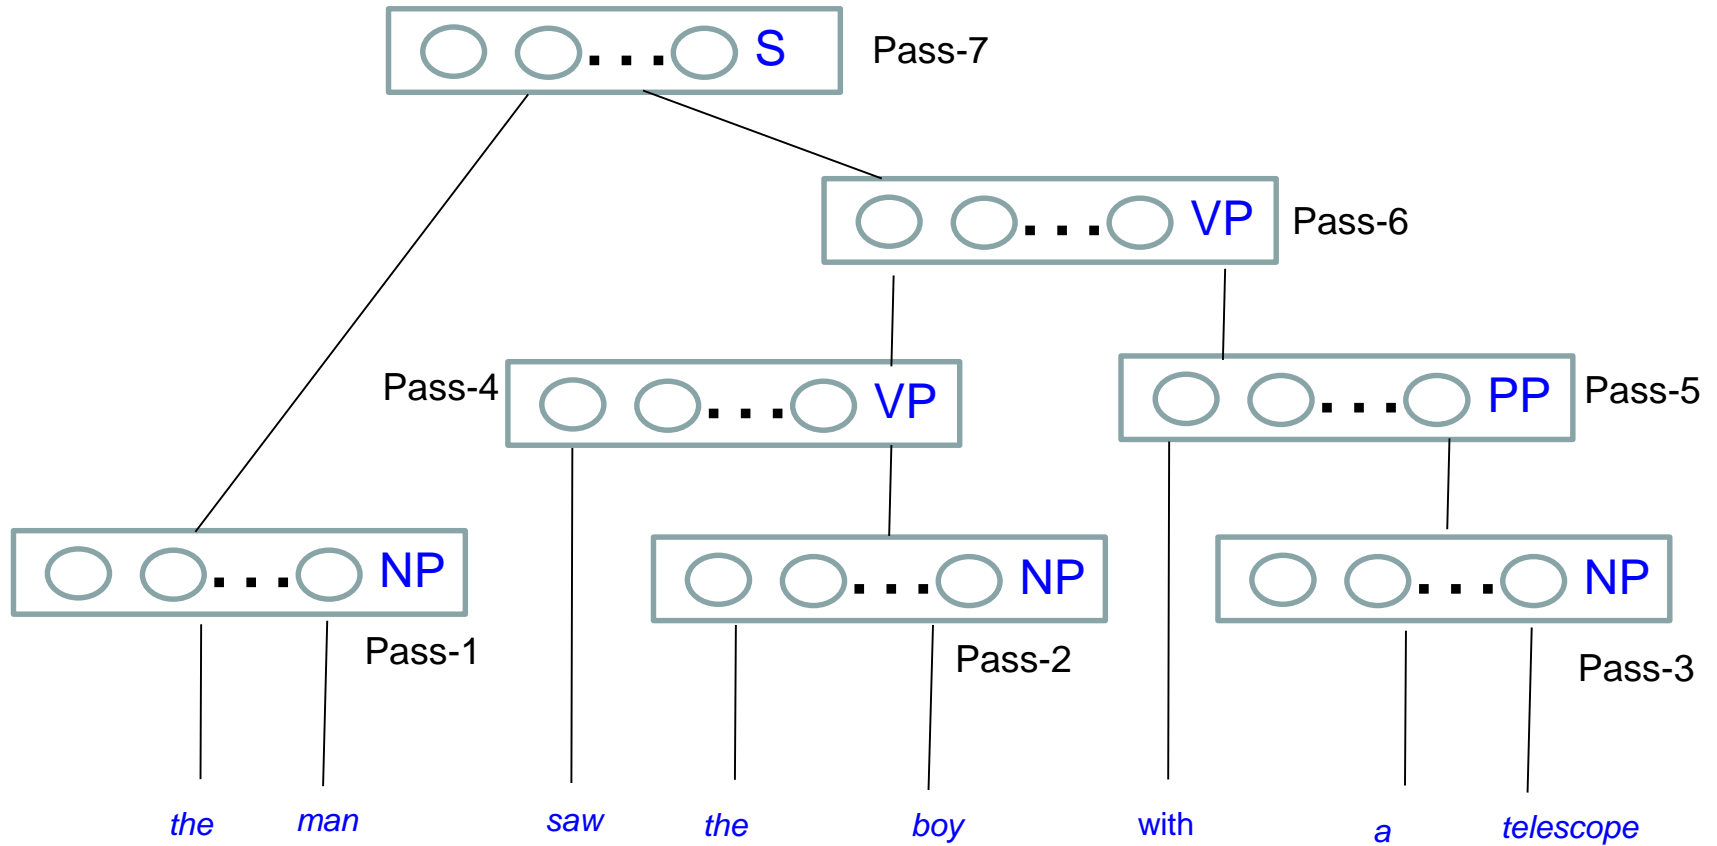 S Pass-7
VP Pass-6
Pass-4 VP
PP Pass-5
NP
NP
NP
Pass-1
Pass-2
Pass-3
the man saw the boy with a telescope